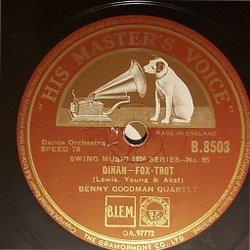 "HIS MASTER'S VOICE"
MADE IN ENGLAND
Dance Orchestra
SPEED 78
B.8503
SWING MUSIC 1936 SERIES—No. 85
DINAH—FOX-TROT
(Lewis, Young & Akst)
BENNY GOODMAN QUARTET
B.I.E.M.
OA.97772
THE GRAMOPHONE CO LTD.